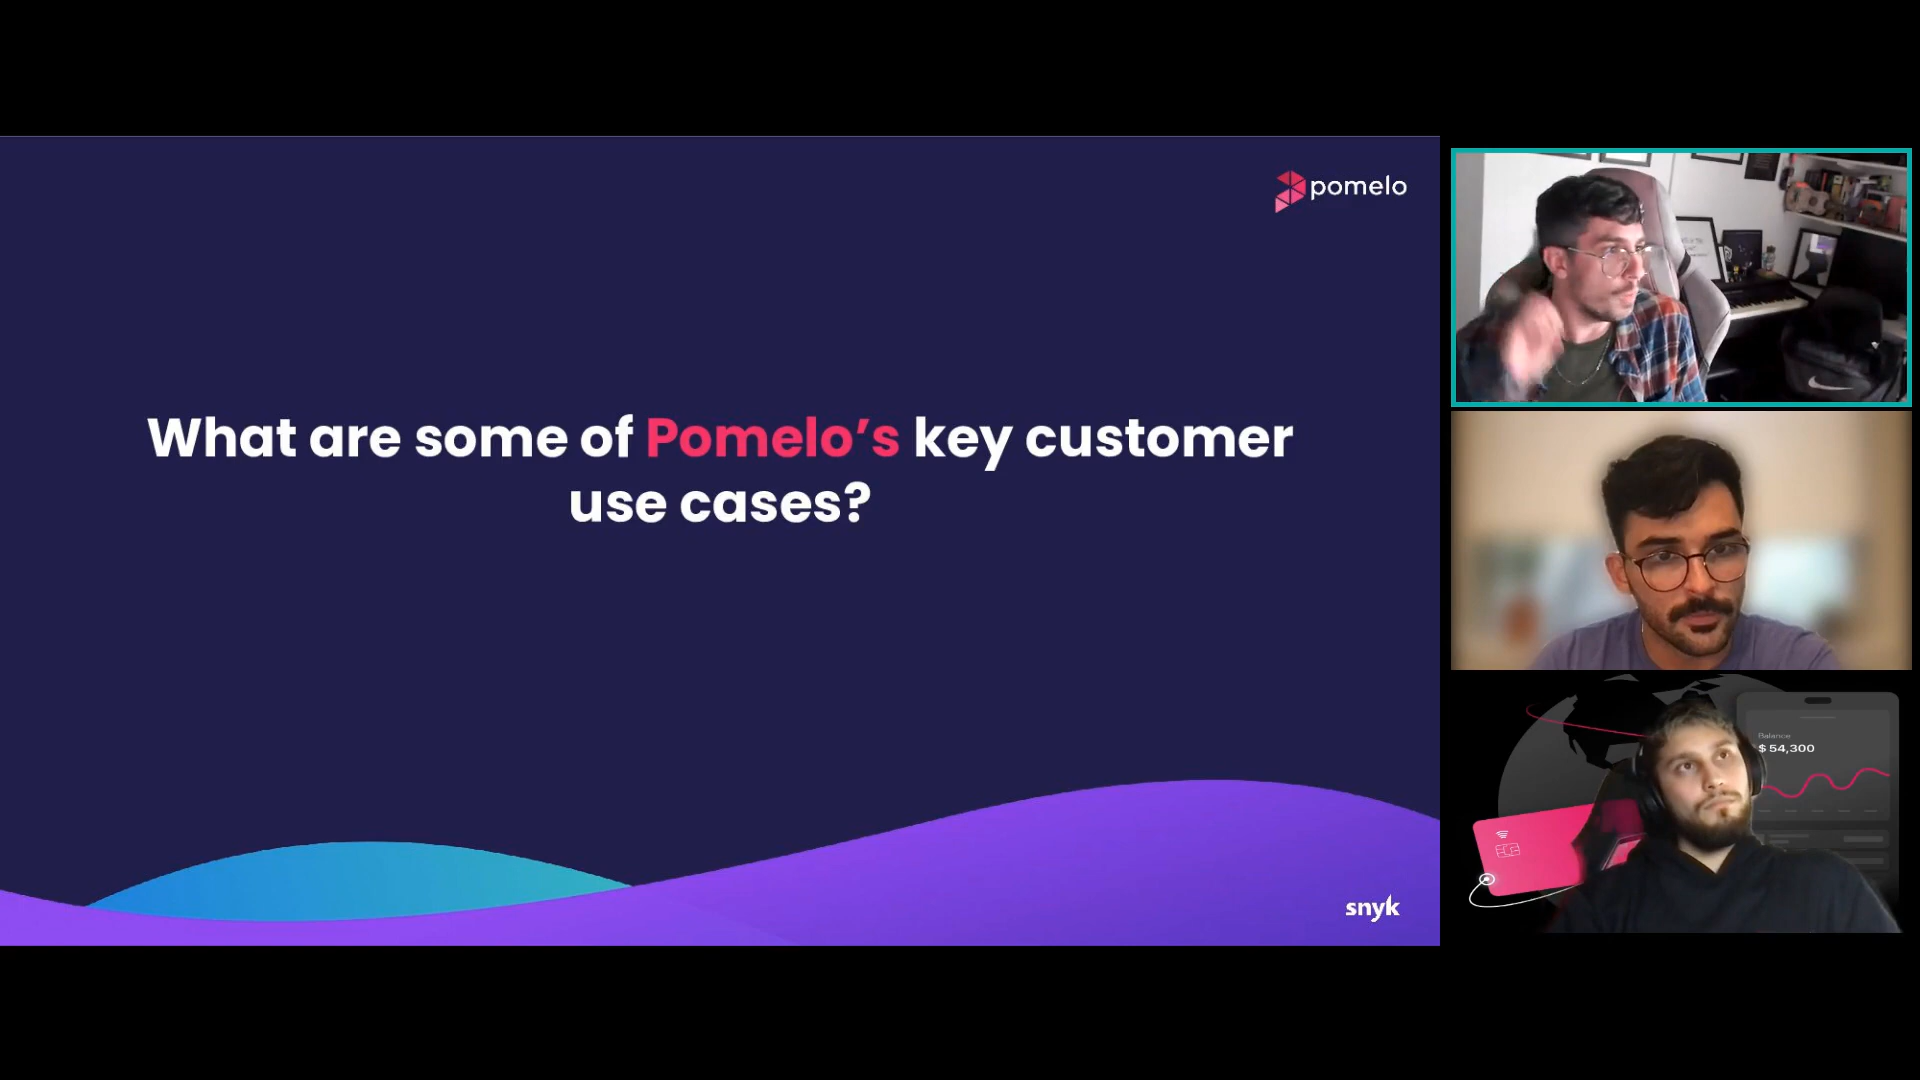 pomelo
What are some of Pomelo’s key customer
use cases?
snyk
Balance
$ 54,300